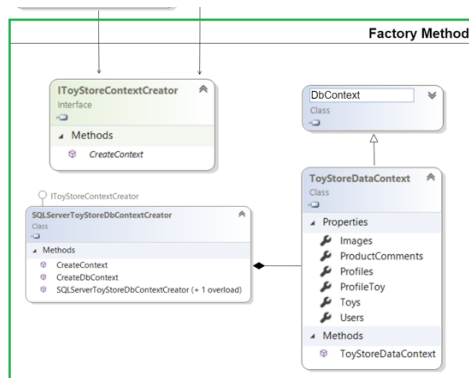 Factory Method
IToyStoreContextCreator
Interface
Methods
CreateContext
DbContext
Class
IToyStoreContextCreator
SQLServerToyStoreDbContextCreator
Class
Methods
CreateContext
CreateDbContext
SQLServerToyStoreDbContextCreator (+ 1 overload)
ToyStoreDataContext
Class
Properties
Images
ProductComments
Profiles
ProfileToy
Toys
Users
Methods
ToyStoreDataContext